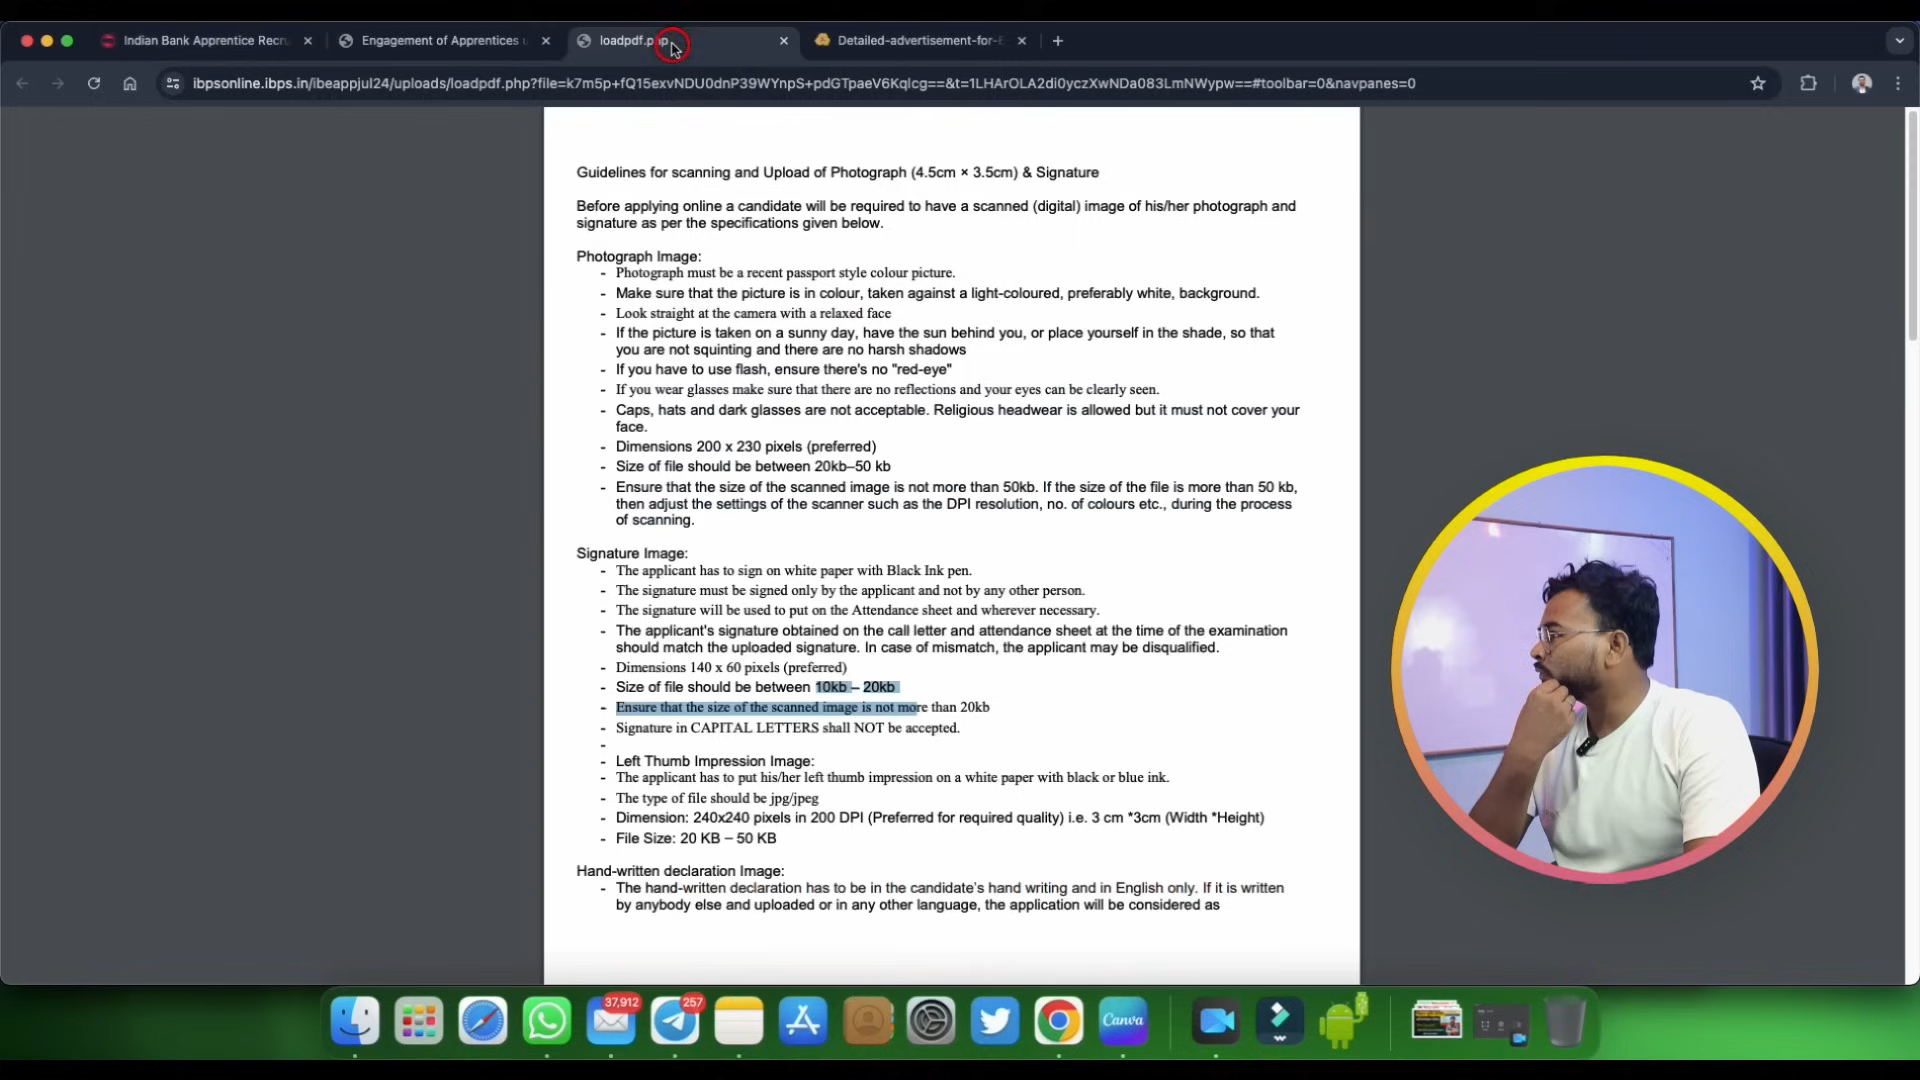 Indian Bank Apprentice Recru
Engagement of Apprentices u
loadpdf.php
Detailed-advertisement-for-E
ibpsonline.ibps.in/ibeappjul24/uploads/loadpdf.php?file=k7m5p+fQ15exvNDU0dnP39WYnpS+pdGTpaeV6Kqlcg==&t=1LHArOLA2di0yczXwNDa083LmNWypw==#toolbar=0&navpanes=0
Guidelines for scanning and Upload of Photograph (4.5cm × 3.5cm) & Signature
Before applying online a candidate will be required to have a scanned (digital) image of his/her photograph and
signature as per the specifications given below.
Photograph Image:
- Photograph must be a recent passport style colour picture.
- Make sure that the picture is in colour, taken against a light-coloured, preferably white, background.
- Look straight at the camera with a relaxed face
- If the picture is taken on a sunny day, have the sun behind you, or place yourself in the shade, so that
you are not squinting and there are no harsh shadows
- If you have to use flash, ensure there's no "red-eye"
- If you wear glasses make sure that there are no reflections and your eyes can be clearly seen.
- Caps, hats and dark glasses are not acceptable. Religious headwear is allowed but it must not cover your
face.
- Dimensions 200 x 230 pixels (preferred)
- Size of file should be between 20kb–50 kb
- Ensure that the size of the scanned image is not more than 50kb. If the size of the file is more than 50 kb,
then adjust the settings of the scanner such as the DPI resolution, no. of colours etc., during the process
of scanning.
Signature Image:
- The applicant has to sign on white paper with Black Ink pen.
- The signature must be signed only by the applicant and not by any other person.
- The signature will be used to put on the Attendance sheet and wherever necessary.
- The applicant's signature obtained on the call letter and attendance sheet at the time of the examination
should match the uploaded signature. In case of mismatch, the applicant may be disqualified.
- Dimensions 140 x 60 pixels (preferred)
- Size of file should be between 10kb – 20kb
- Ensure that the size of the scanned image is not more than 20kb
- Signature in CAPITAL LETTERS shall NOT be accepted.
-
- Left Thumb Impression Image:
- The applicant has to put his/her left thumb impression on a white paper with black or blue ink.
- The type of file should be jpg/jpeg
- Dimension: 240x240 pixels in 200 DPI (Preferred for required quality) i.e. 3 cm *3cm (Width *Height)
- File Size: 20 KB – 50 KB
Hand-written declaration Image:
- The hand-written declaration has to be in the candidate's hand writing and in English only. If it is written
by anybody else and uploaded or in any other language, the application will be considered as
37,912
257
Canva